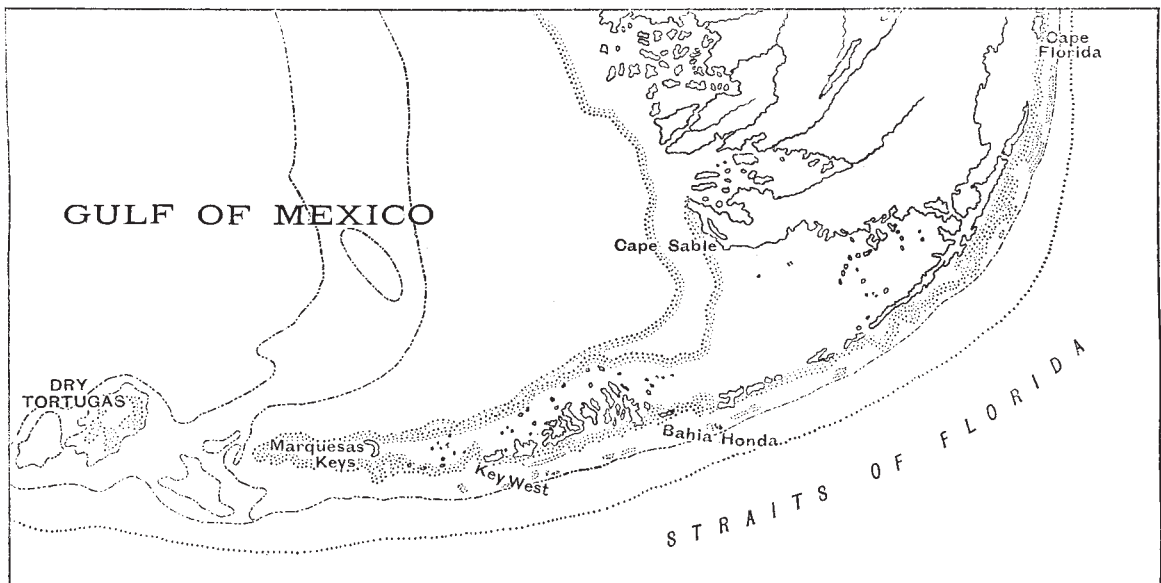 Cape
Florida
GULF OF MEXICO
Cape Sable
DRY
TORTUGAS
Marquesas
Keys
Key West
Bahia Honda
STRAITS OF FLORIDA